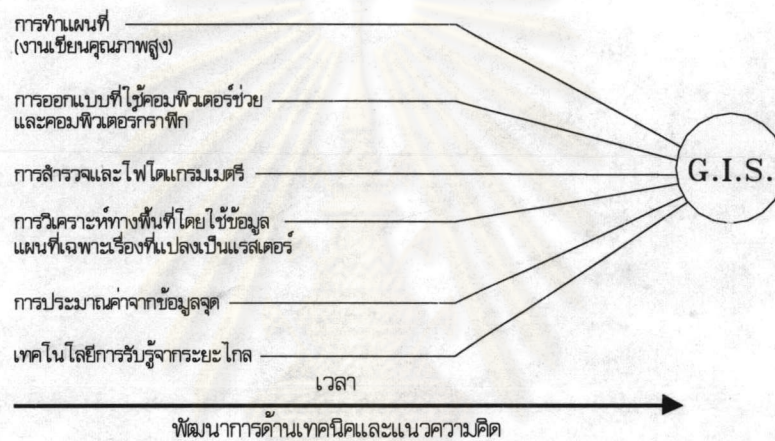 การทำแผนที่
(งานเขียนคุณภาพสูง)
การออกแบบที่ใช้คอมพิวเตอร์ช่วย
และคอมพิวเตอร์กราฟิก
การสำรวจและโฟโตแกรมเมตรี
การวิเคราะห์ทางพื้นที่โดยใช้ข้อมูล
แผนที่เฉพาะเรื่องที่แปลงเป็นแรสเตอร์
การประมาณค่าจากข้อมูลจุด
เทคโนโลยีการรับรู้จากระยะไกล
G.I.S.
เวลา
พัฒนาการด้านเทคนิคและแนวความคิด